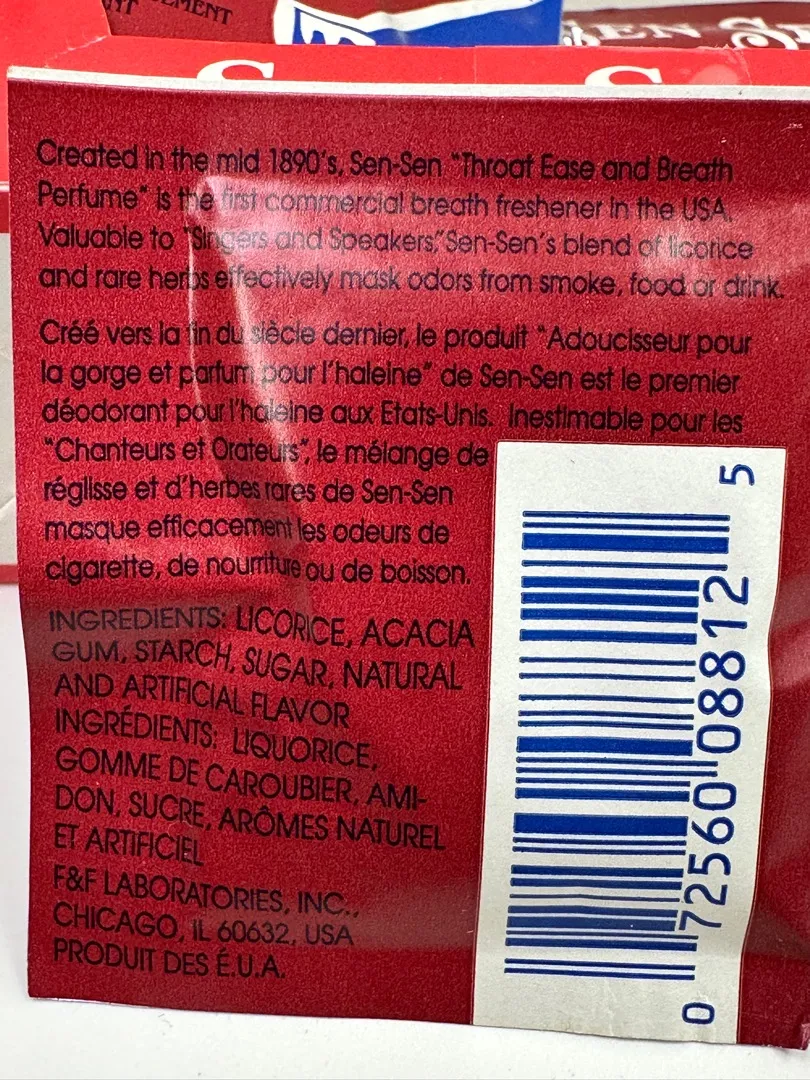 EMENT
SEN
Created in the mid 1890's, Sen-Sen "Throat Ease and Breath
Perfume" is the first commercial breath freshener in the USA.
Valuable to "Singers and Speakers," Sen-Sen's blend of licorice
and rare herbs effectively mask odors from smoke, food or drink.
Créé vers la fin du siècle dernier, le produit "Adoucisseur pour
la gorge et parfum pour l'haleine" de Sen-Sen est le premier
déodorant pour l'haleine aux Etats-Unis. Inestimable pour les
"Chanteurs et Orateurs", le mélange de
réglisse et d'herbes rares de Sen-Sen
masque efficacement les odeurs de
cigarette, de nourriture ou de boisson.
INGREDIENTS: LICORICE, ACACIA
GUM, STARCH, SUGAR, NATURAL
AND ARTIFICIAL FLAVOR
INGRÉDIENTS: LIQUORICE,
GOMME DE CAROUBIER, AMI-
DON, SUCRE, ARÔMES NATUREL
ET ARTIFICIEL
F&F LABORATORIES, INC.,
CHICAGO, IL 60632, USA
PRODUIT DES É.U.A.
0 72560 08812 5